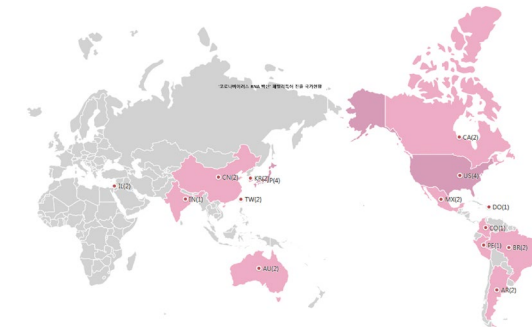 CA(2)
US(4)
IL(2)
CN(2)
KR(2)
JP(4)
IN(1)
TW(2)
MX(2)
DO(1)
CO(1)
PE(1)
BR(2)
AU(2)
AR(2)